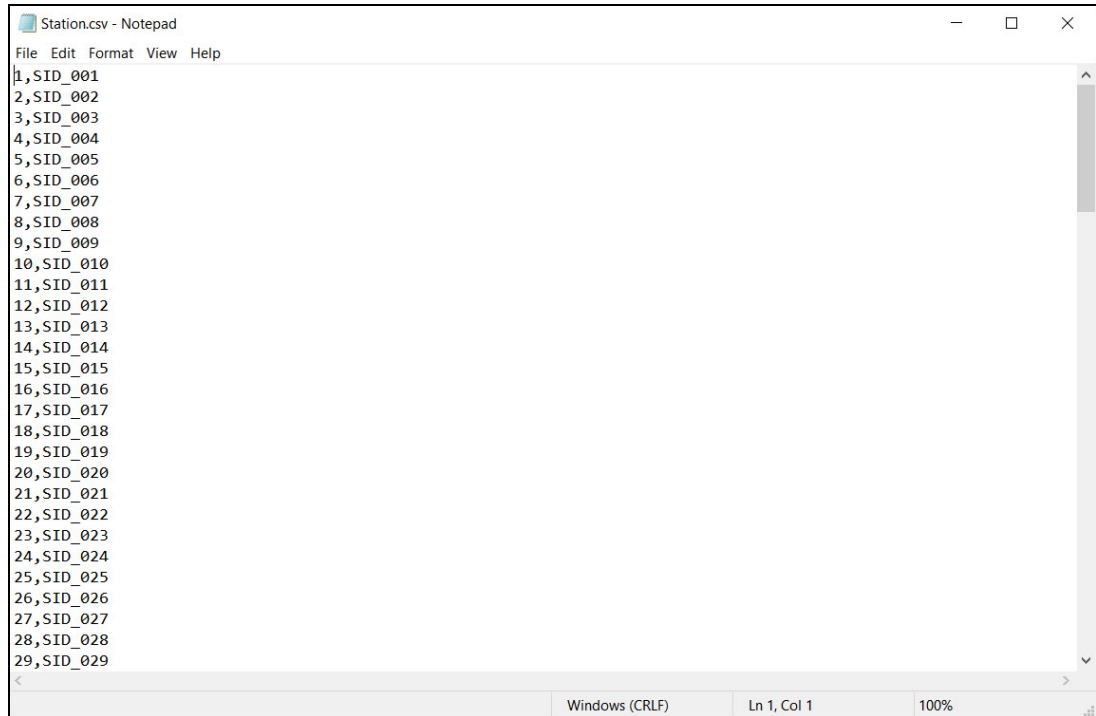 Station.csv - Notepad
File Edit Format View Help
1,SID_001
2,SID_002
3,SID_003
4,SID_004
5,SID_005
6,SID_006
7,SID_007
8,SID_008
9,SID_009
10,SID_010
11,SID_011
12,SID_012
13,SID_013
14,SID_014
15,SID_015
16,SID_016
17,SID_017
18,SID_018
19,SID_019
20,SID_020
21,SID_021
22,SID_022
23,SID_023
24,SID_024
25,SID_025
26,SID_026
27,SID_027
28,SID_028
29,SID_029
Windows (CRLF) Ln 1, Col 1 100%